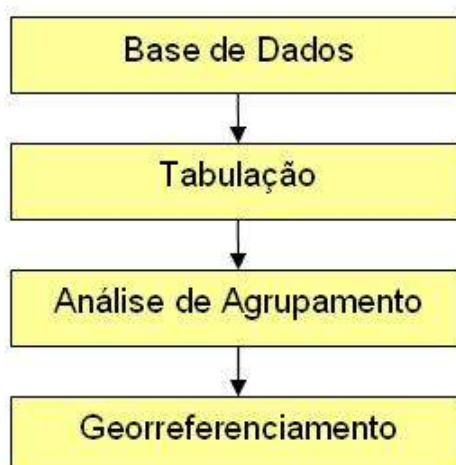 Base de Dados
Tabulação
Análise de Agrupamento
Georreferenciamento